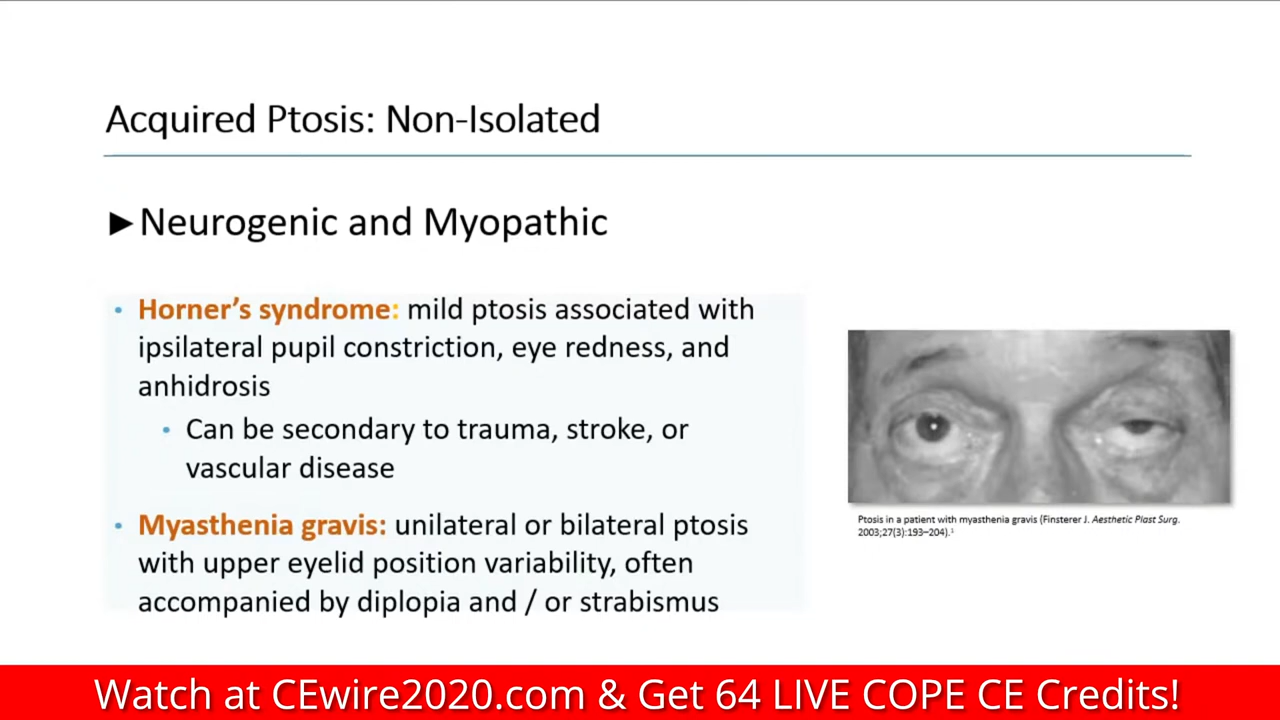 Acquired Ptosis: Non-Isolated
►Neurogenic and Myopathic
• Horner’s syndrome: mild ptosis associated with
ipsilateral pupil constriction, eye redness, and
anhidrosis
• Can be secondary to trauma, stroke, or
vascular disease
• Myasthenia gravis: unilateral or bilateral ptosis
with upper eyelid position variability, often
accompanied by diplopia and / or strabismus
Ptosis in a patient with myasthenia gravis (Finsterer J. Aesthetic Plast Surg.
2003;27(3):193–204).¹
Watch at CEwire2020.com & Get 64 LIVE COPE CE Credits!